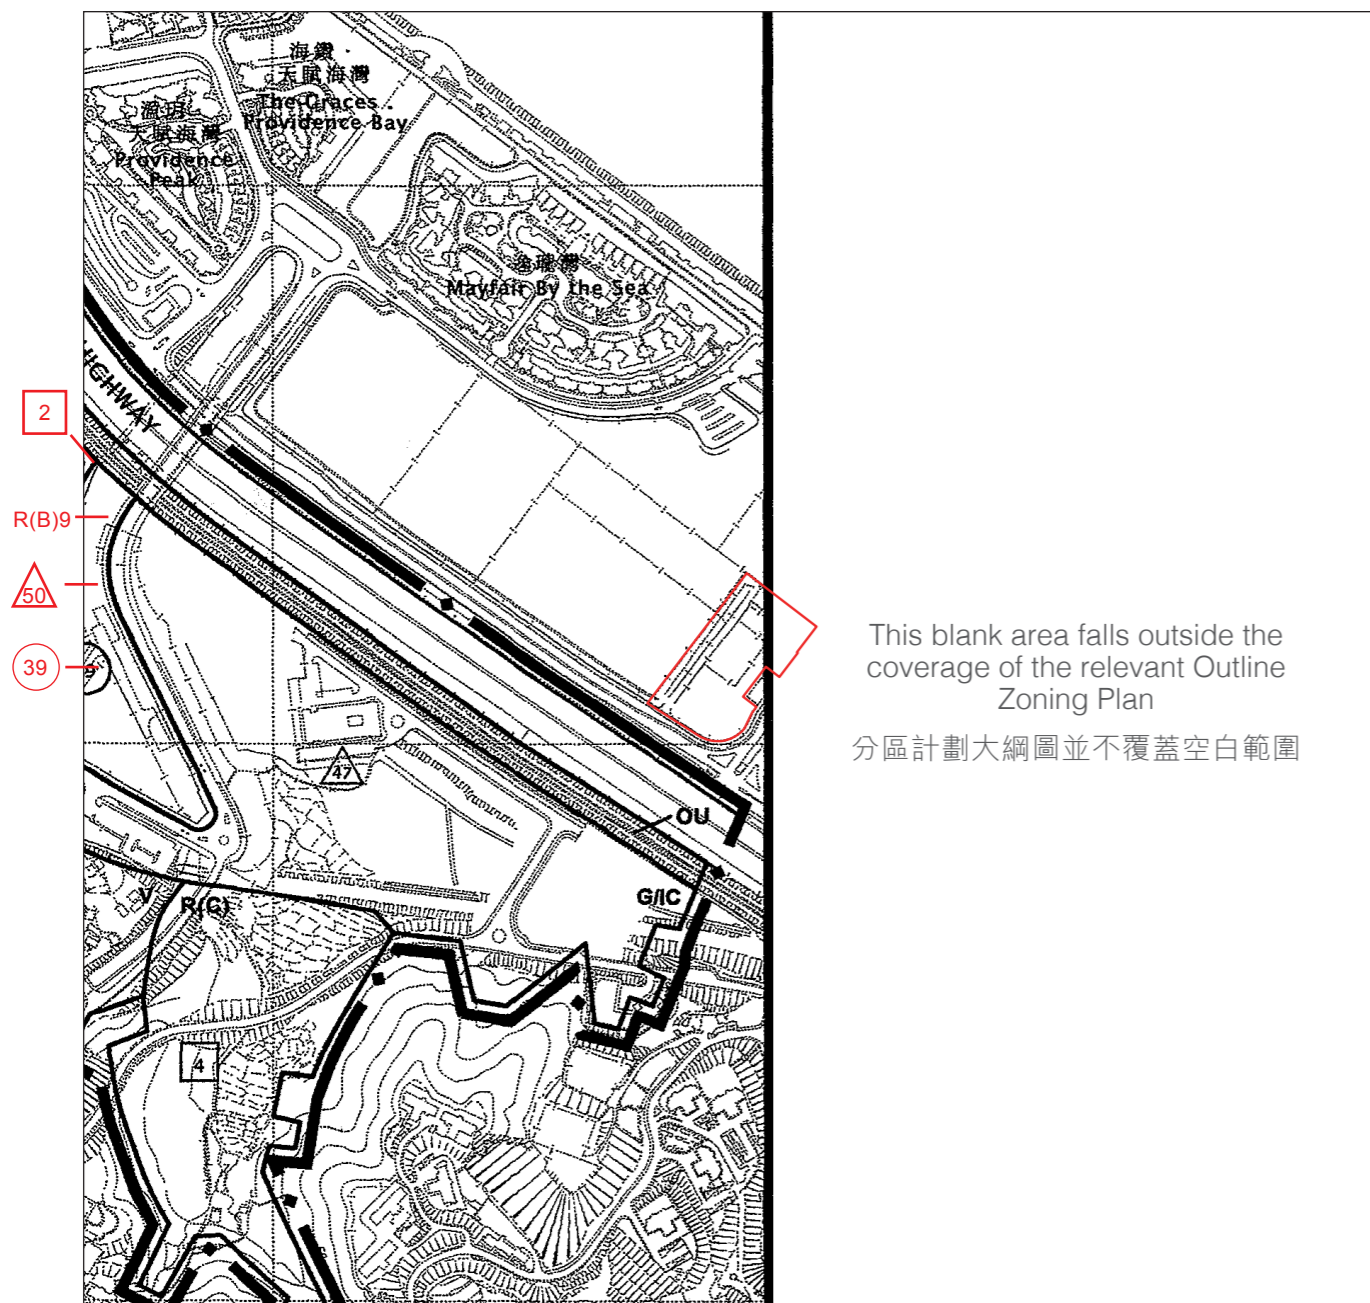 海鑽．
天賦海灣
The Graces．
Providence Bay
溋玥．
天賦海灣
Providence
Peak
逸瓏灣
Mayfair By the Sea
HIGHWAY
2
R(B)9
50
39
This blank area falls outside the
coverage of the relevant Outline
Zoning Plan
分區計劃大綱圖並不覆蓋空白範圍
47
OU
G/IC
V
R(C)
4